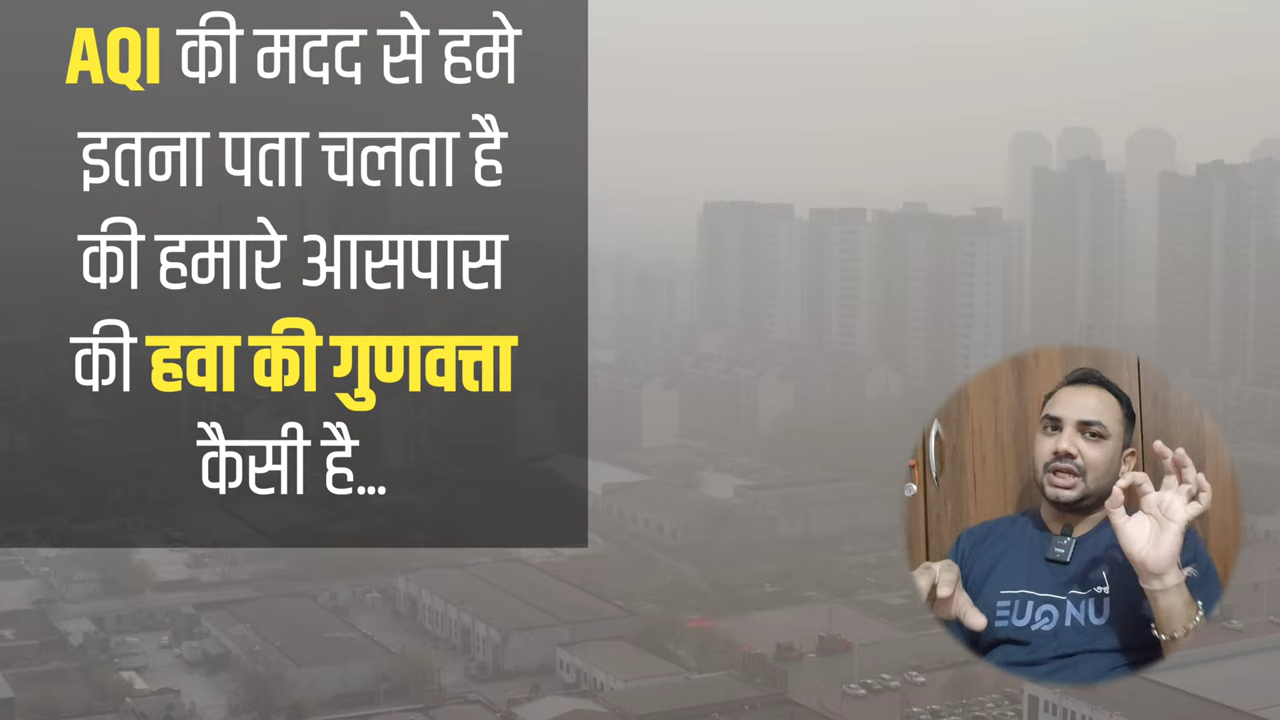 AQI की मदद से हमे
इतना पता चलता है
की हमारे आसपास
की हवा की गुणवत्ता
कैसी है...